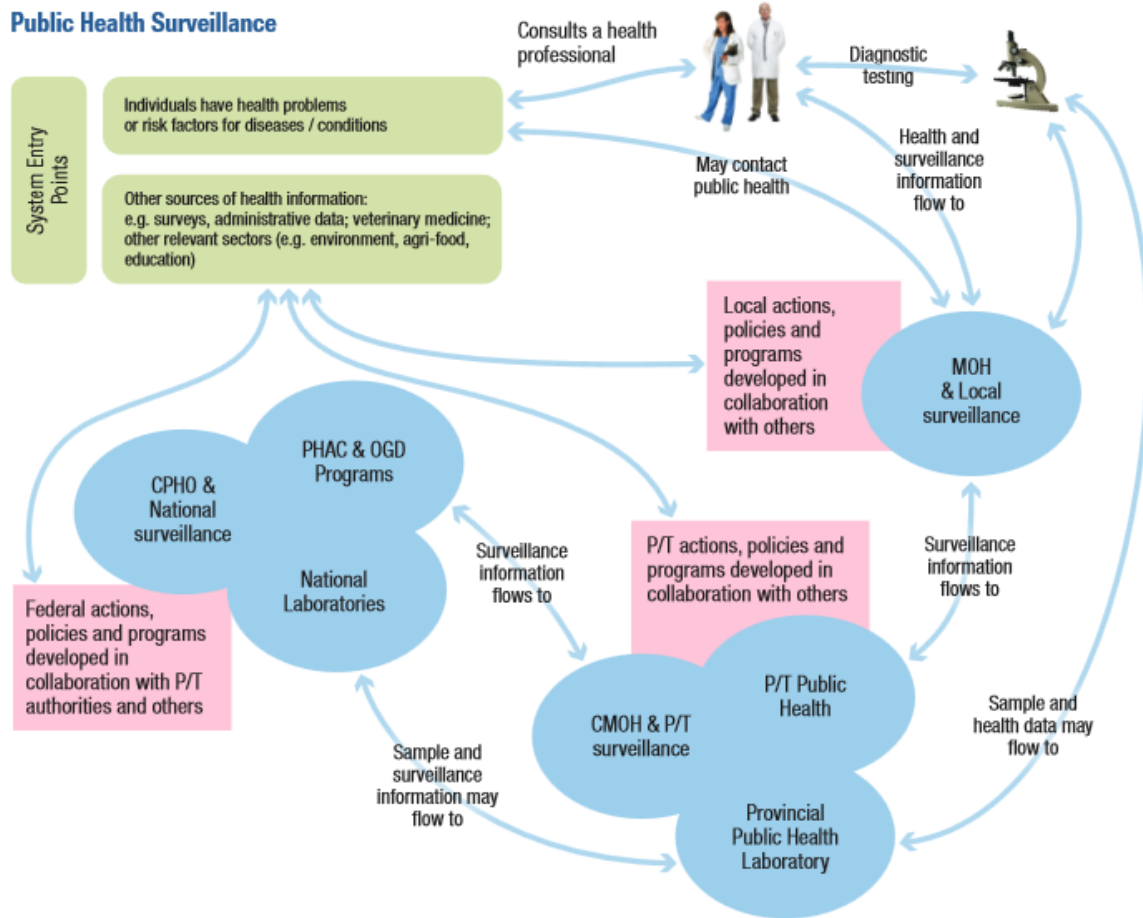 Public Health Surveillance
Consults a health
professional
Diagnostic
testing
System Entry
Points
Individuals have health problems
or risk factors for diseases / conditions
Health and
surveillance
information
flow to
May contact
public health
Other sources of health information:
e.g. surveys, administrative data; veterinary medicine;
other relevant sectors (e.g. environment, agri-food,
education)
Local actions,
policies and
programs
developed in
collaboration
with others
MOH
& Local
surveillance
PHAC & OGD
Programs
CPHO &
National
surveillance
National
Laboratories
Surveillance
information
flows to
P/T actions, policies and
programs developed in
collaboration with others
Surveillance
information
flows to
Federal actions,
policies and programs
developed in
collaboration with P/T
authorities and others
P/T Public
Health
CMOH & P/T
surveillance
Sample and
health data may
flow to
Sample and
surveillance
information may
flow to
Provincial
Public Health
Laboratory